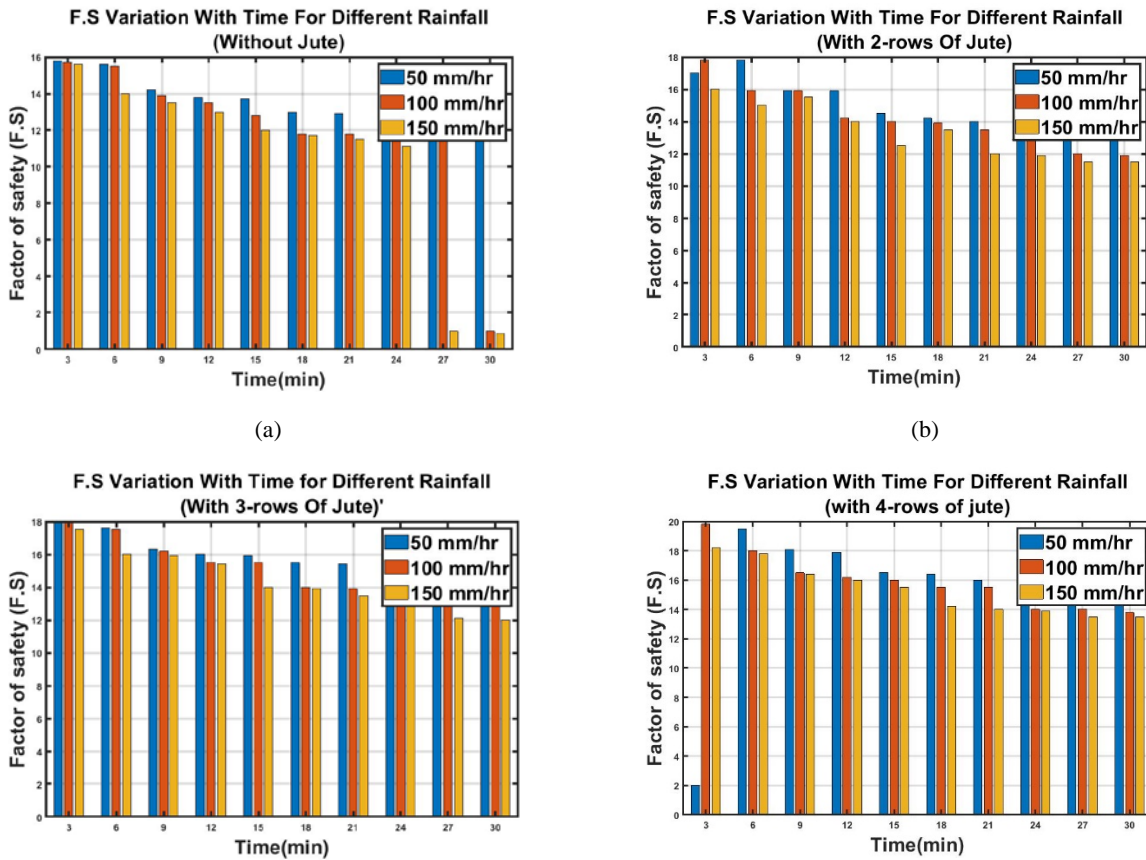 F.S Variation With Time For Different Rainfall
(Without Jute)
16
14
12
10
8
6
4
2
0
Factor of safety (F.S)
50 mm/hr
100 mm/hr
150 mm/hr
3 6 9 12 15 18 21 24 27 30
Time(min)
(a)
F.S Variation With Time For Different Rainfall
(With 2-rows Of Jute)
18
16
14
12
10
8
6
4
2
0
Factor of safety (F.S)
50 mm/hr
100 mm/hr
150 mm/hr
3 6 9 12 15 18 21 24 27 30
Time(min)
(b)
F.S Variation With Time for Different Rainfall
(With 3-rows Of Jute)'
18
16
14
12
10
8
6
4
2
0
Factor of safety (F.S)
50 mm/hr
100 mm/hr
150 mm/hr
3 6 9 12 15 18 21 24 27 30
Time(min)
F.S Variation With Time For Different Rainfall
(with 4-rows of jute)
20
18
16
14
12
10
8
6
4
2
0
Factor of safety (F.S)
50 mm/hr
100 mm/hr
150 mm/hr
3 6 9 12 15 18 21 24 27 30
Time(min)